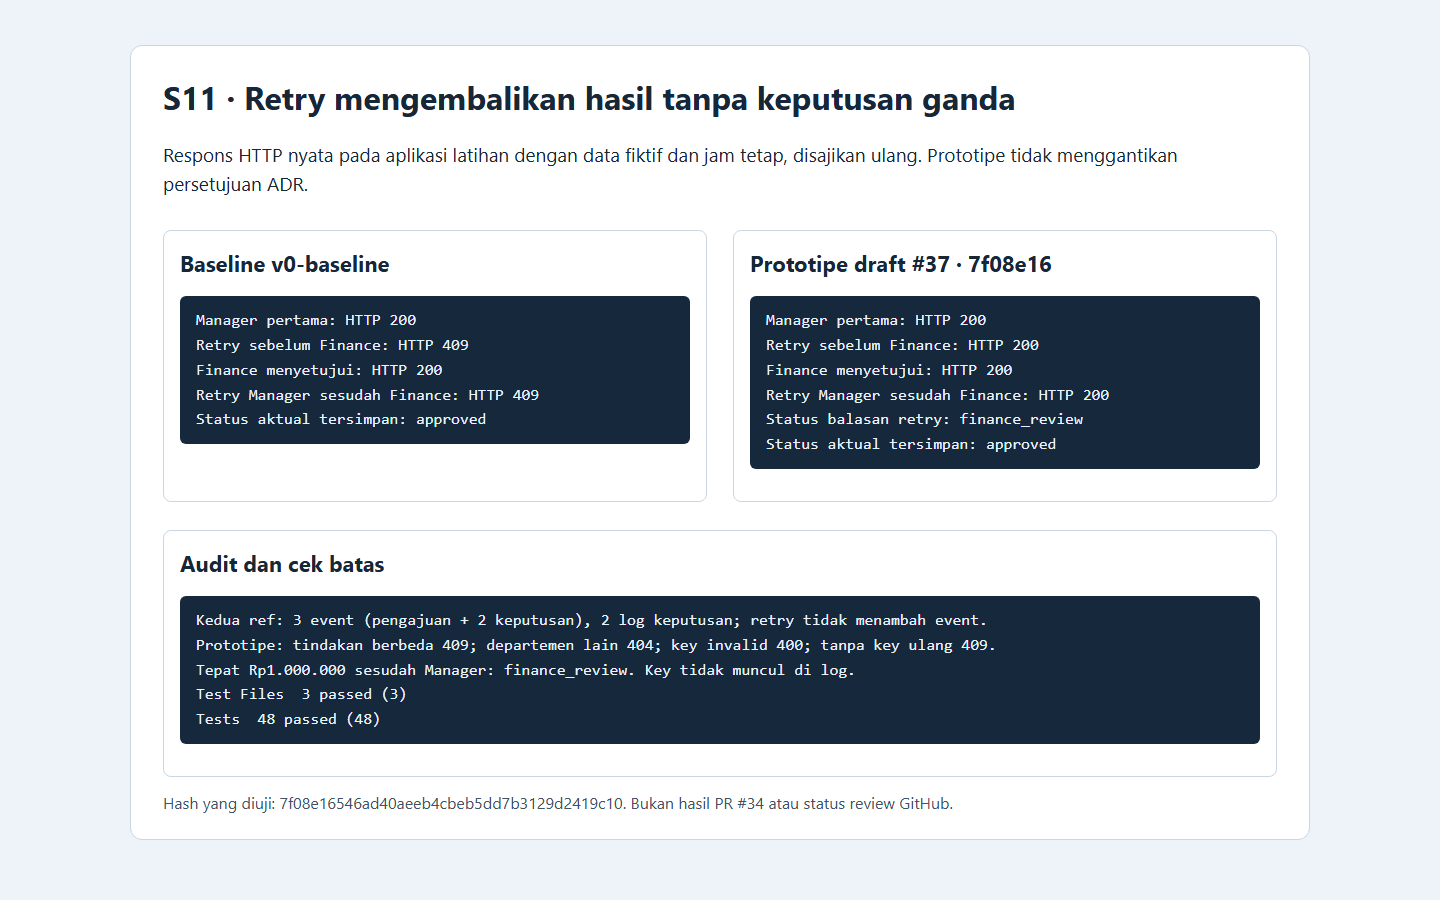 S11 · Retry mengembalikan hasil tanpa keputusan ganda
Respons HTTP nyata pada aplikasi latihan dengan data fiktif dan jam tetap, disajikan ulang. Prototipe tidak menggantikan
persetujuan ADR.
Baseline v0-baseline
Manager pertama: HTTP 200
Retry sebelum Finance: HTTP 409
Finance menyetujui: HTTP 200
Retry Manager sesudah Finance: HTTP 409
Status aktual tersimpan: approved
Prototipe draft #37 · 7f08e16
Manager pertama: HTTP 200
Retry sebelum Finance: HTTP 200
Finance menyetujui: HTTP 200
Retry Manager sesudah Finance: HTTP 200
Status balasan retry: finance_review
Status aktual tersimpan: approved
Audit dan cek batas
Kedua ref: 3 event (pengajuan + 2 keputusan), 2 log keputusan; retry tidak menambah event.
Prototipe: tindakan berbeda 409; departemen lain 404; key invalid 400; tanpa key ulang 409.
Tepat Rp1.000.000 sesudah Manager: finance_review. Key tidak muncul di log.
Test Files  3 passed (3)
Tests  48 passed (48)
Hash yang diuji: 7f08e16546ad40aeeb4cbeb5dd7b3129d2419c10. Bukan hasil PR #34 atau status review GitHub.